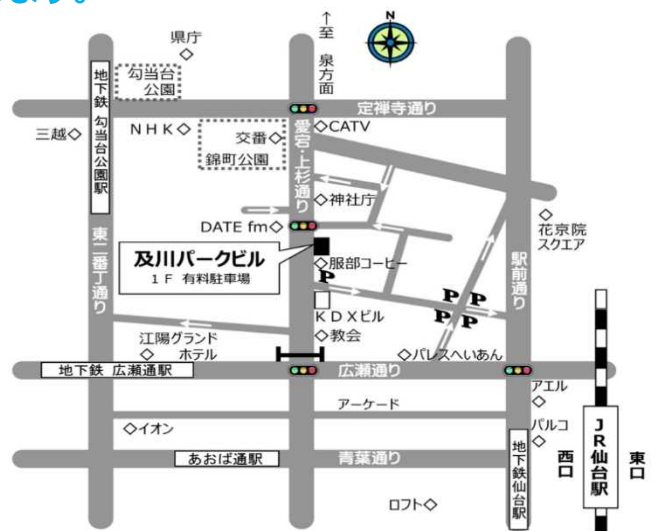 ↑至 泉方面
県庁
勾当台
公園
地下鉄 勾当台公園駅
定禅寺通り
三越
NHK
交番
錦町公園
CATV
愛宕・上杉通り
神社庁
DATE fm
花京院
スクエア
及川パークビル
1F 有料駐車場
服部コーヒー
P
駅前通り
東二番丁通り
P P
P P
KDXビル
教会
江陽グランド
ホテル
パレスへいあん
地下鉄 広瀬通駅
広瀬通り
アエル
アーケード
パルコ
イオン
あおば通駅
青葉通り
地下鉄仙台駅
西口
JR仙台駅
東口
ロフト